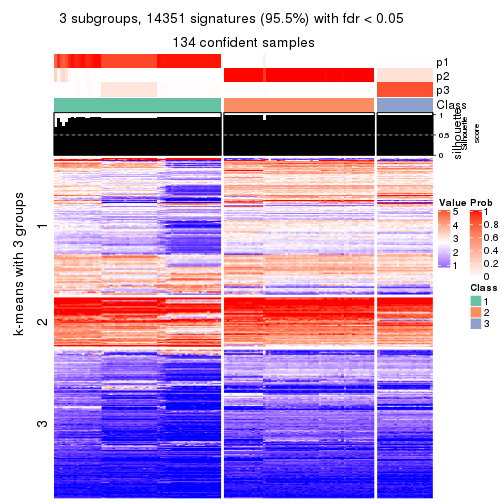 3 subgroups, 14351 signatures (95.5%) with fdr < 0.05
134 confident samples
p1
p2
p3
Class
1
0.5
0
silhouette
Silhouette
score
k-means with 3 groups
1
2
3
Value
5
4
3
2
1
Prob
1
0.8
0.6
0.4
0.2
0
Class
1
2
3